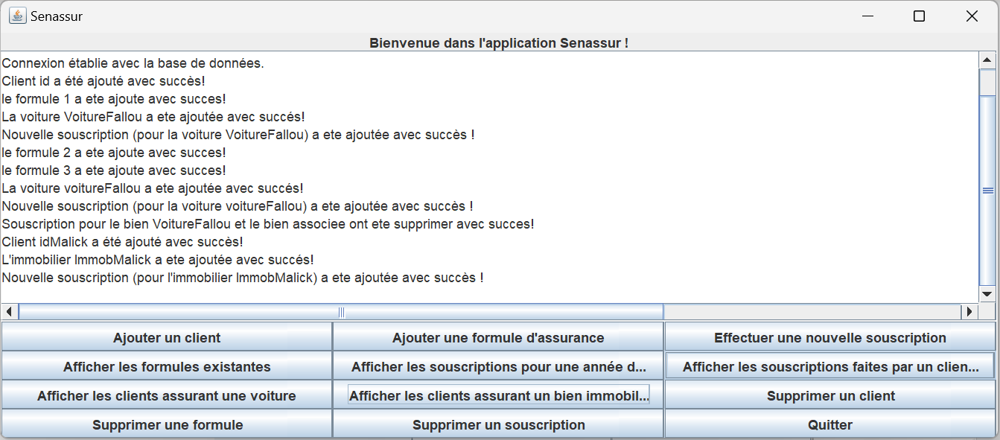 Senassur
Bienvenue dans l'application Senassur !
Connexion établie avec la base de données.
Client id a été ajouté avec succès!
le formule 1 a ete ajoute avec succes!
La voiture VoitureFallou a ete ajoutée avec succés!
Nouvelle souscription (pour la voiture VoitureFallou) a ete ajoutée avec succès !
le formule 2 a ete ajoute avec succes!
le formule 3 a ete ajoute avec succes!
La voiture voitureFallou a ete ajoutée avec succés!
Nouvelle souscription (pour la voiture voitureFallou) a ete ajoutée avec succès !
Souscription pour le bien VoitureFallou et le bien associee ont ete supprimer avec succes!
Client idMalick a été ajouté avec succès!
L'immobilier ImmobMalick a ete ajoutée avec succés!
Nouvelle souscription (pour l'immobilier ImmobMalick) a ete ajoutée avec succès !
Ajouter un client
Ajouter une formule d'assurance
Effectuer une nouvelle souscription
Afficher les formules existantes
Afficher les souscriptions pour une année d...
Afficher les souscriptions faites par un clien...
Afficher les clients assurant une voiture
Afficher les clients assurant un bien immobil...
Supprimer un client
Supprimer une formule
Supprimer un souscription
Quitter